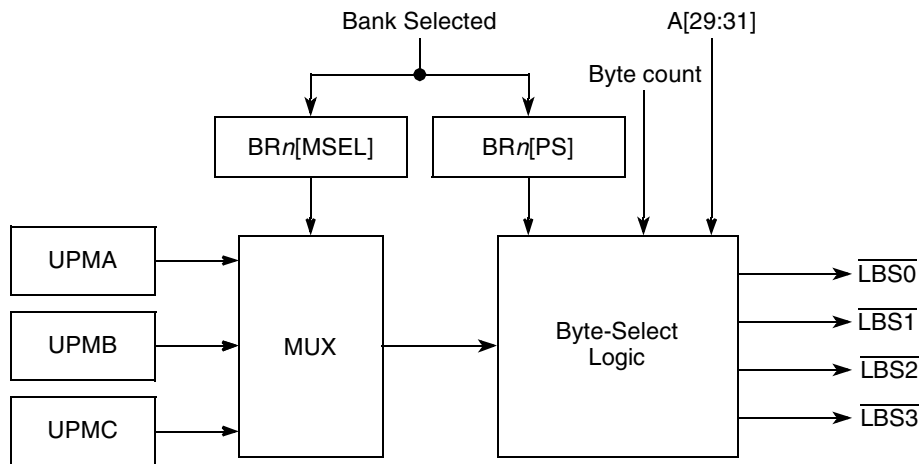 Bank Selected
A[29:31]
Byte count
BRn[MSEL]
BRn[PS]
UPMA
UPMB
UPMC
MUX
Byte-Select
Logic
LBS0
LBS1
LBS2
LBS3